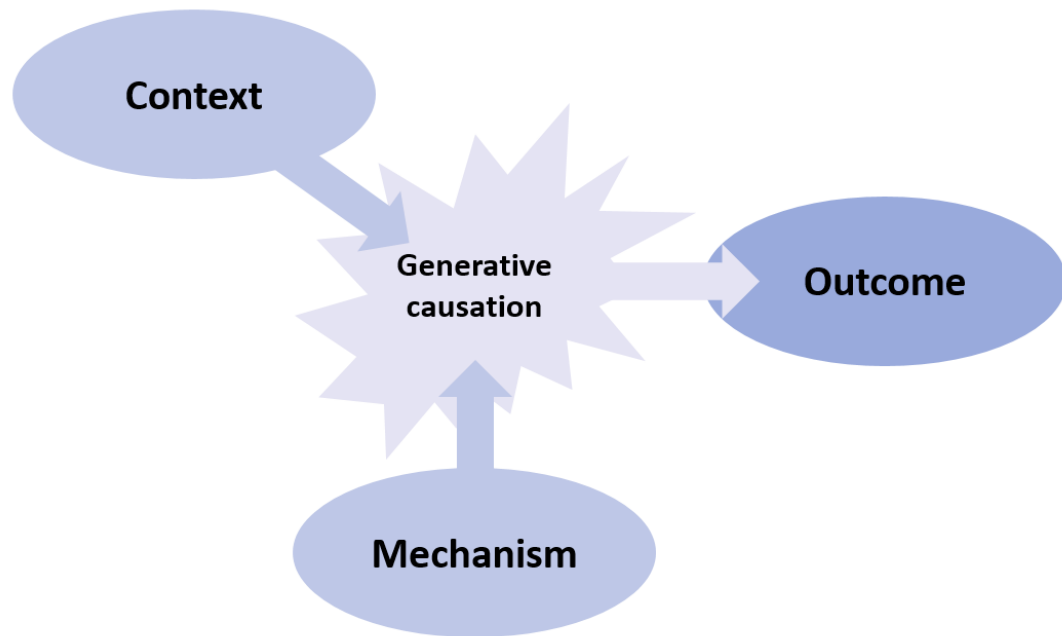 Context
Generative
causation
Outcome
Mechanism